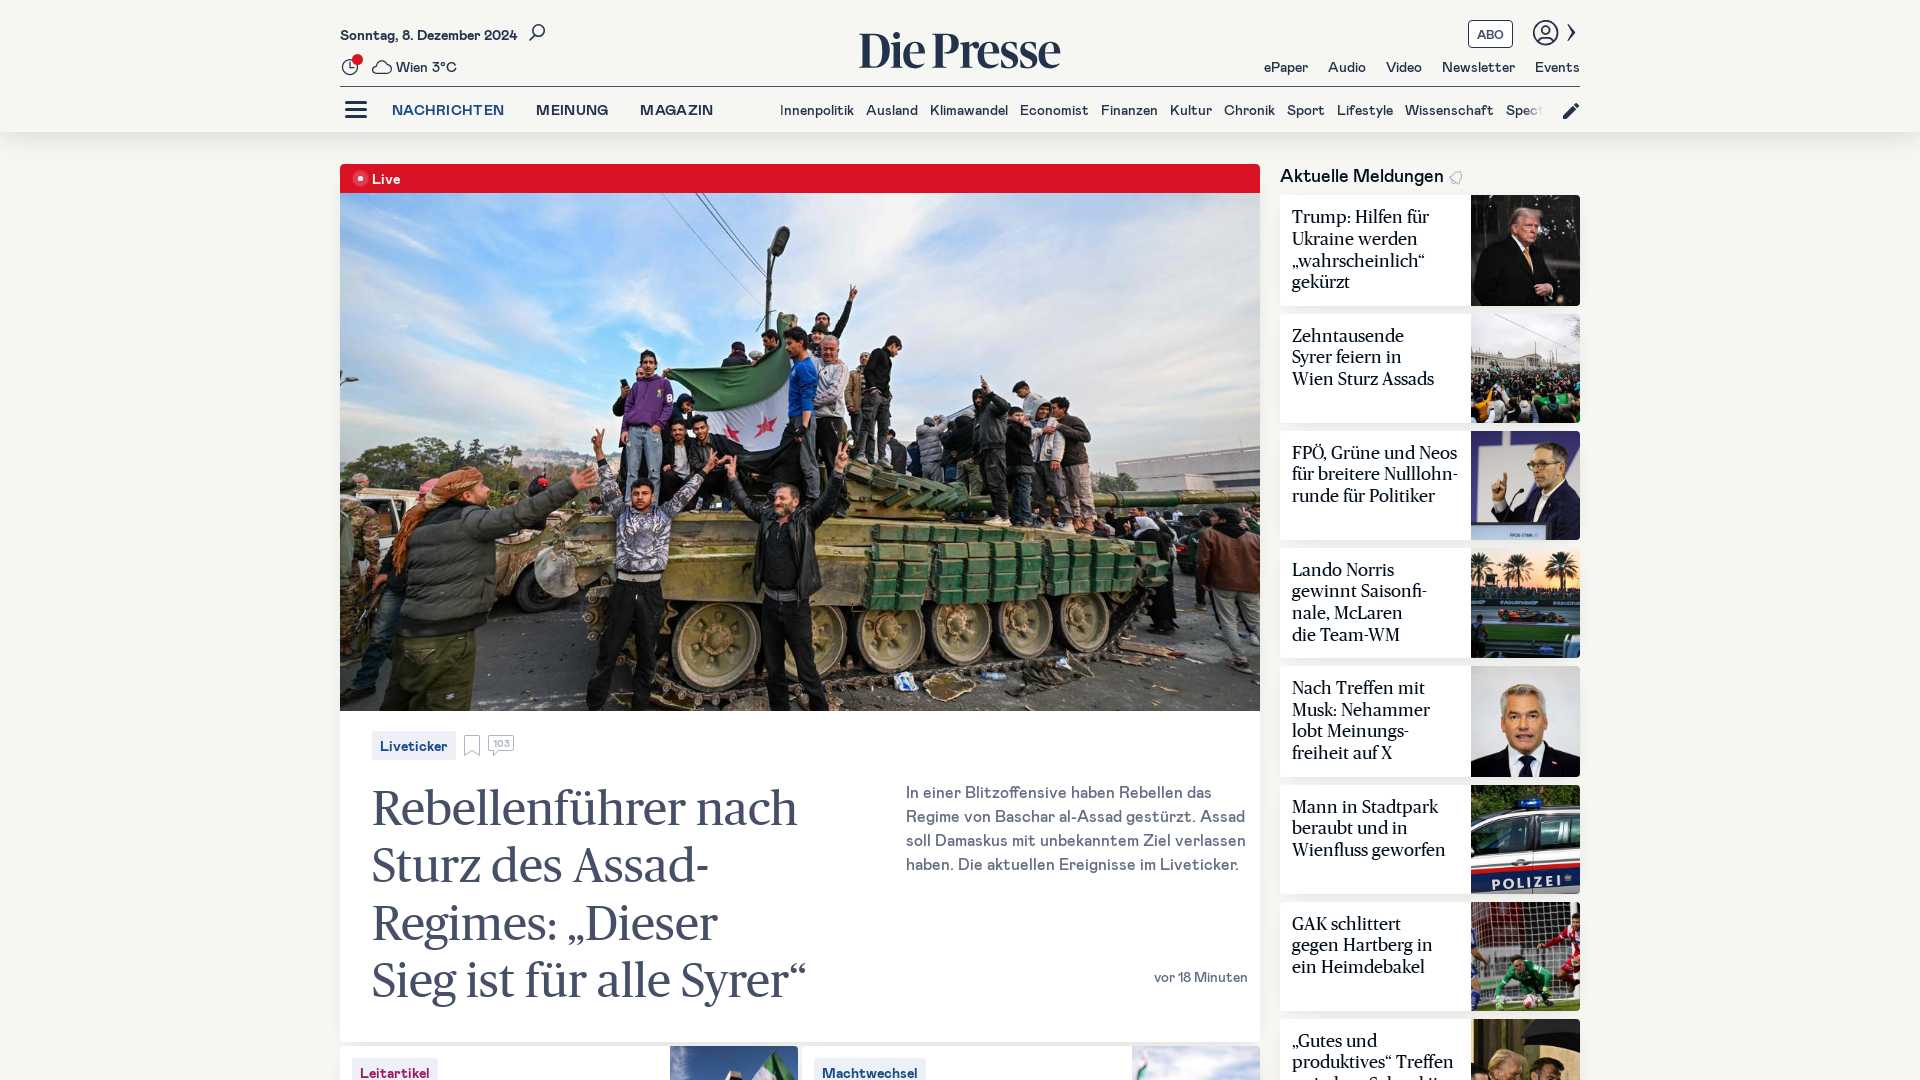 Sonntag, 8. Dezember 2024
Wien 3°C
Die Presse
ABO
ePaper Audio Video Newsletter Events
NACHRICHTEN MEINUNG MAGAZIN
Innenpolitik Ausland Klimawandel Economist Finanzen Kultur Chronik Sport Lifestyle Wissenschaft
Live
Liveticker
103
Rebellenführer nach
Sturz des Assad-
Regimes: „Dieser
Sieg ist für alle Syrer“
In einer Blitzoffensive haben Rebellen das
Regime von Baschar al-Assad gestürzt. Assad
soll Damaskus mit unbekanntem Ziel verlassen
haben. Die aktuellen Ereignisse im Liveticker.
vor 18 Minuten
Leitartikel
Machtwechsel
Aktuelle Meldungen
Trump: Hilfen für
Ukraine werden
„wahrscheinlich“
gekürzt
Zehntausende
Syrer feiern in
Wien Sturz Assads
FPÖ, Grüne und Neos
für breitere Nulllohn-
runde für Politiker
Lando Norris
gewinnt Saisonfi-
nale, McLaren
die Team-WM
Nach Treffen mit
Musk: Nehammer
lobt Meinungs-
freiheit auf X
Mann in Stadtpark
beraubt und in
Wienfluss geworfen
POLIZEI
GAK schlittert
gegen Hartberg in
ein Heimdebakel
„Gutes und
produktives“ Treffen